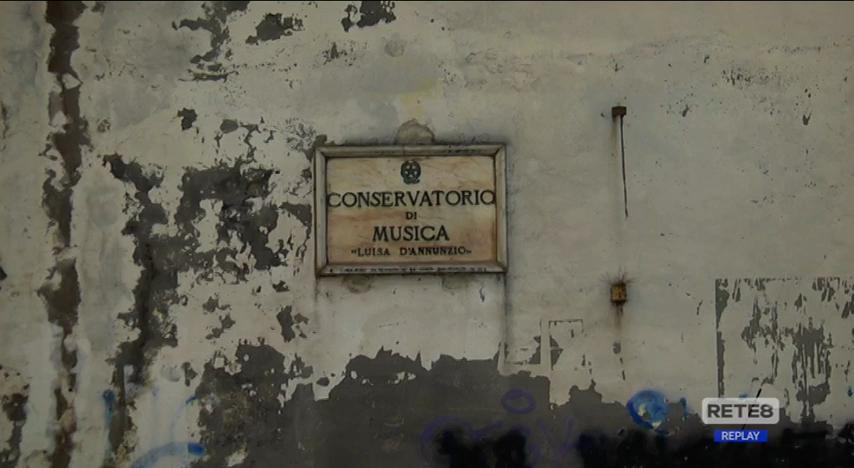 CONSERVATORIO
DI
MUSICA
«LUISA D'ANNUNZIO»
RETE8
REPLAY